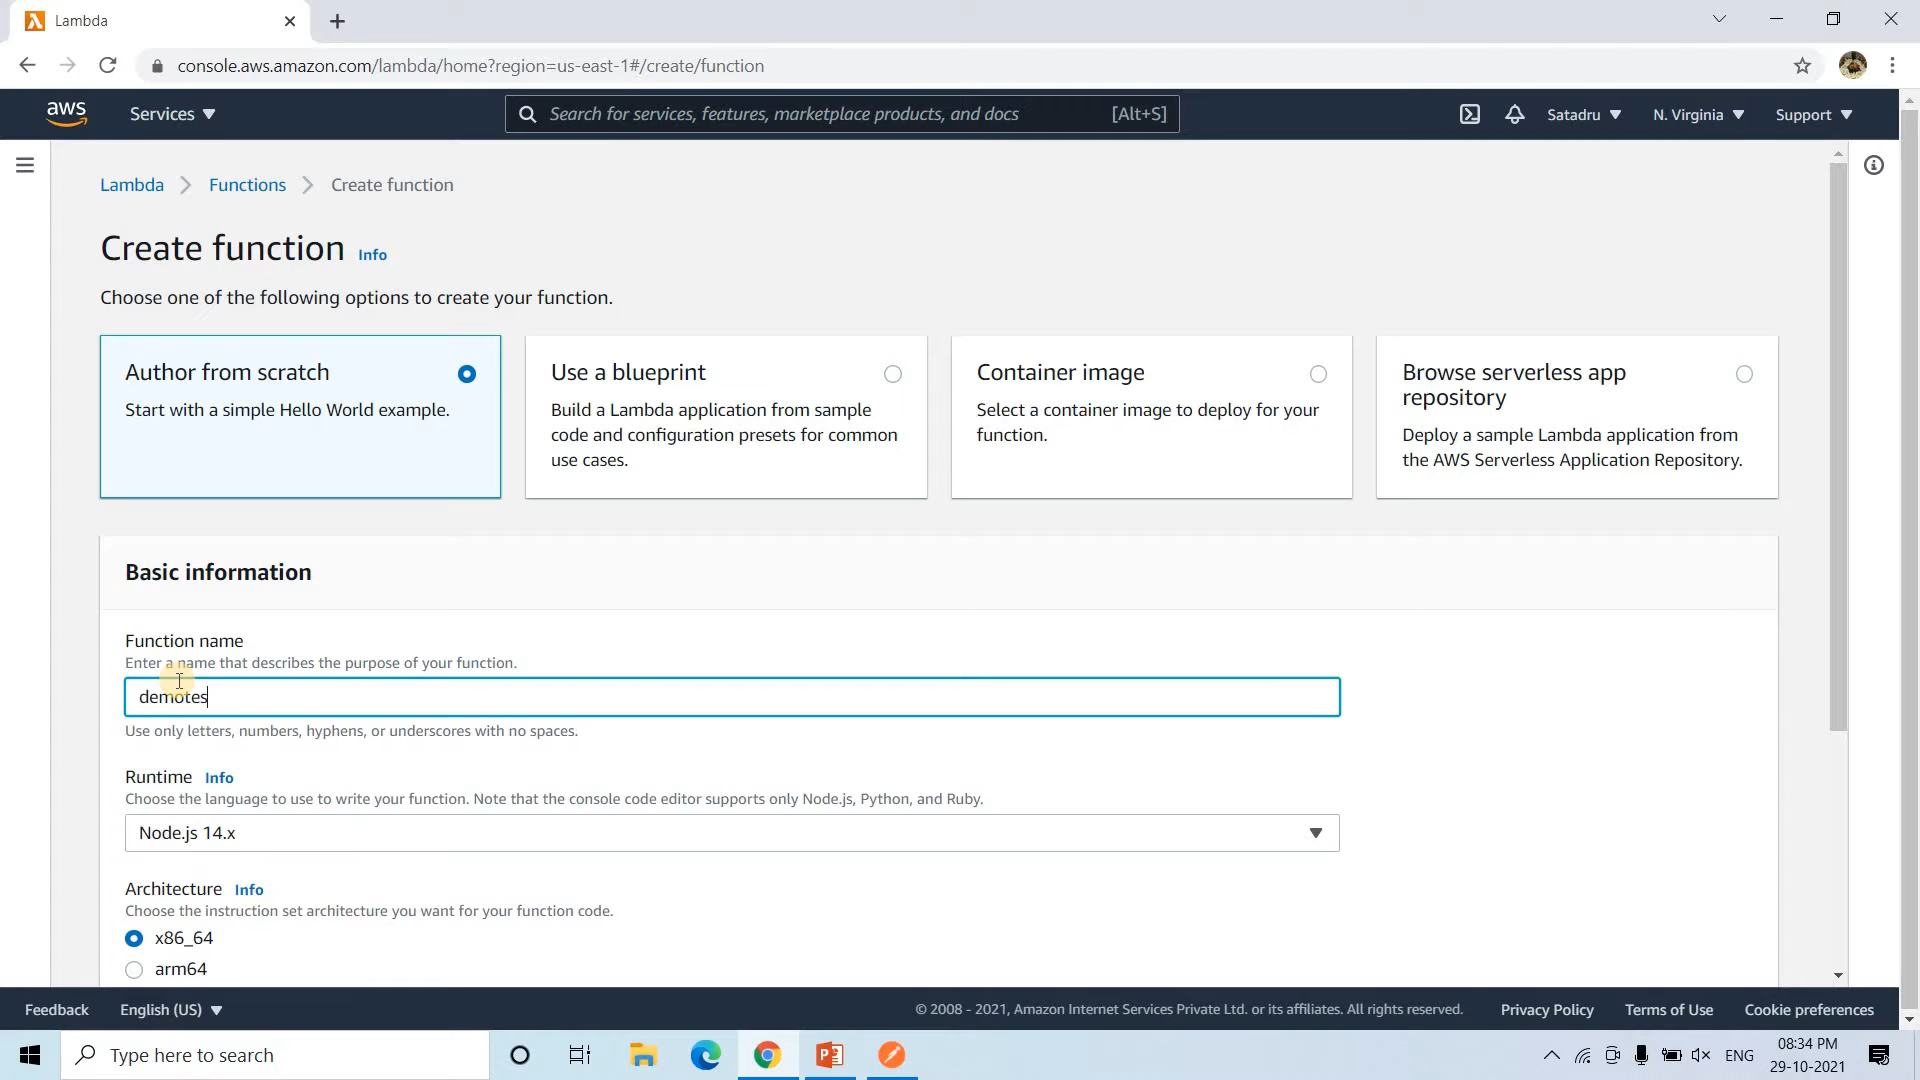 Lambda
console.aws.amazon.com/lambda/home?region=us-east-1#/create/function
aws
Services
Search for services, features, marketplace products, and docs [Alt+S]
Satadru
N. Virginia
Support
Lambda
Functions
Create function
Create function Info
Choose one of the following options to create your function.
Author from scratch
Start with a simple Hello World example.
Use a blueprint
Build a Lambda application from sample
code and configuration presets for common
use cases.
Container image
Select a container image to deploy for your
function.
Browse serverless app
repository
Deploy a sample Lambda application from
the AWS Serverless Application Repository.
Basic information
Function name
Enter a name that describes the purpose of your function.
demotes
Use only letters, numbers, hyphens, or underscores with no spaces.
Runtime Info
Choose the language to use to write your function. Note that the console code editor supports only Node.js, Python, and Ruby.
Node.js 14.x
Architecture Info
Choose the instruction set architecture you want for your function code.
x86_64
arm64
Feedback
English (US)
© 2008 - 2021, Amazon Internet Services Private Ltd. or its affiliates. All rights reserved.
Privacy Policy
Terms of Use
Cookie preferences
Type here to search
ENG
08:34 PM
29-10-2021